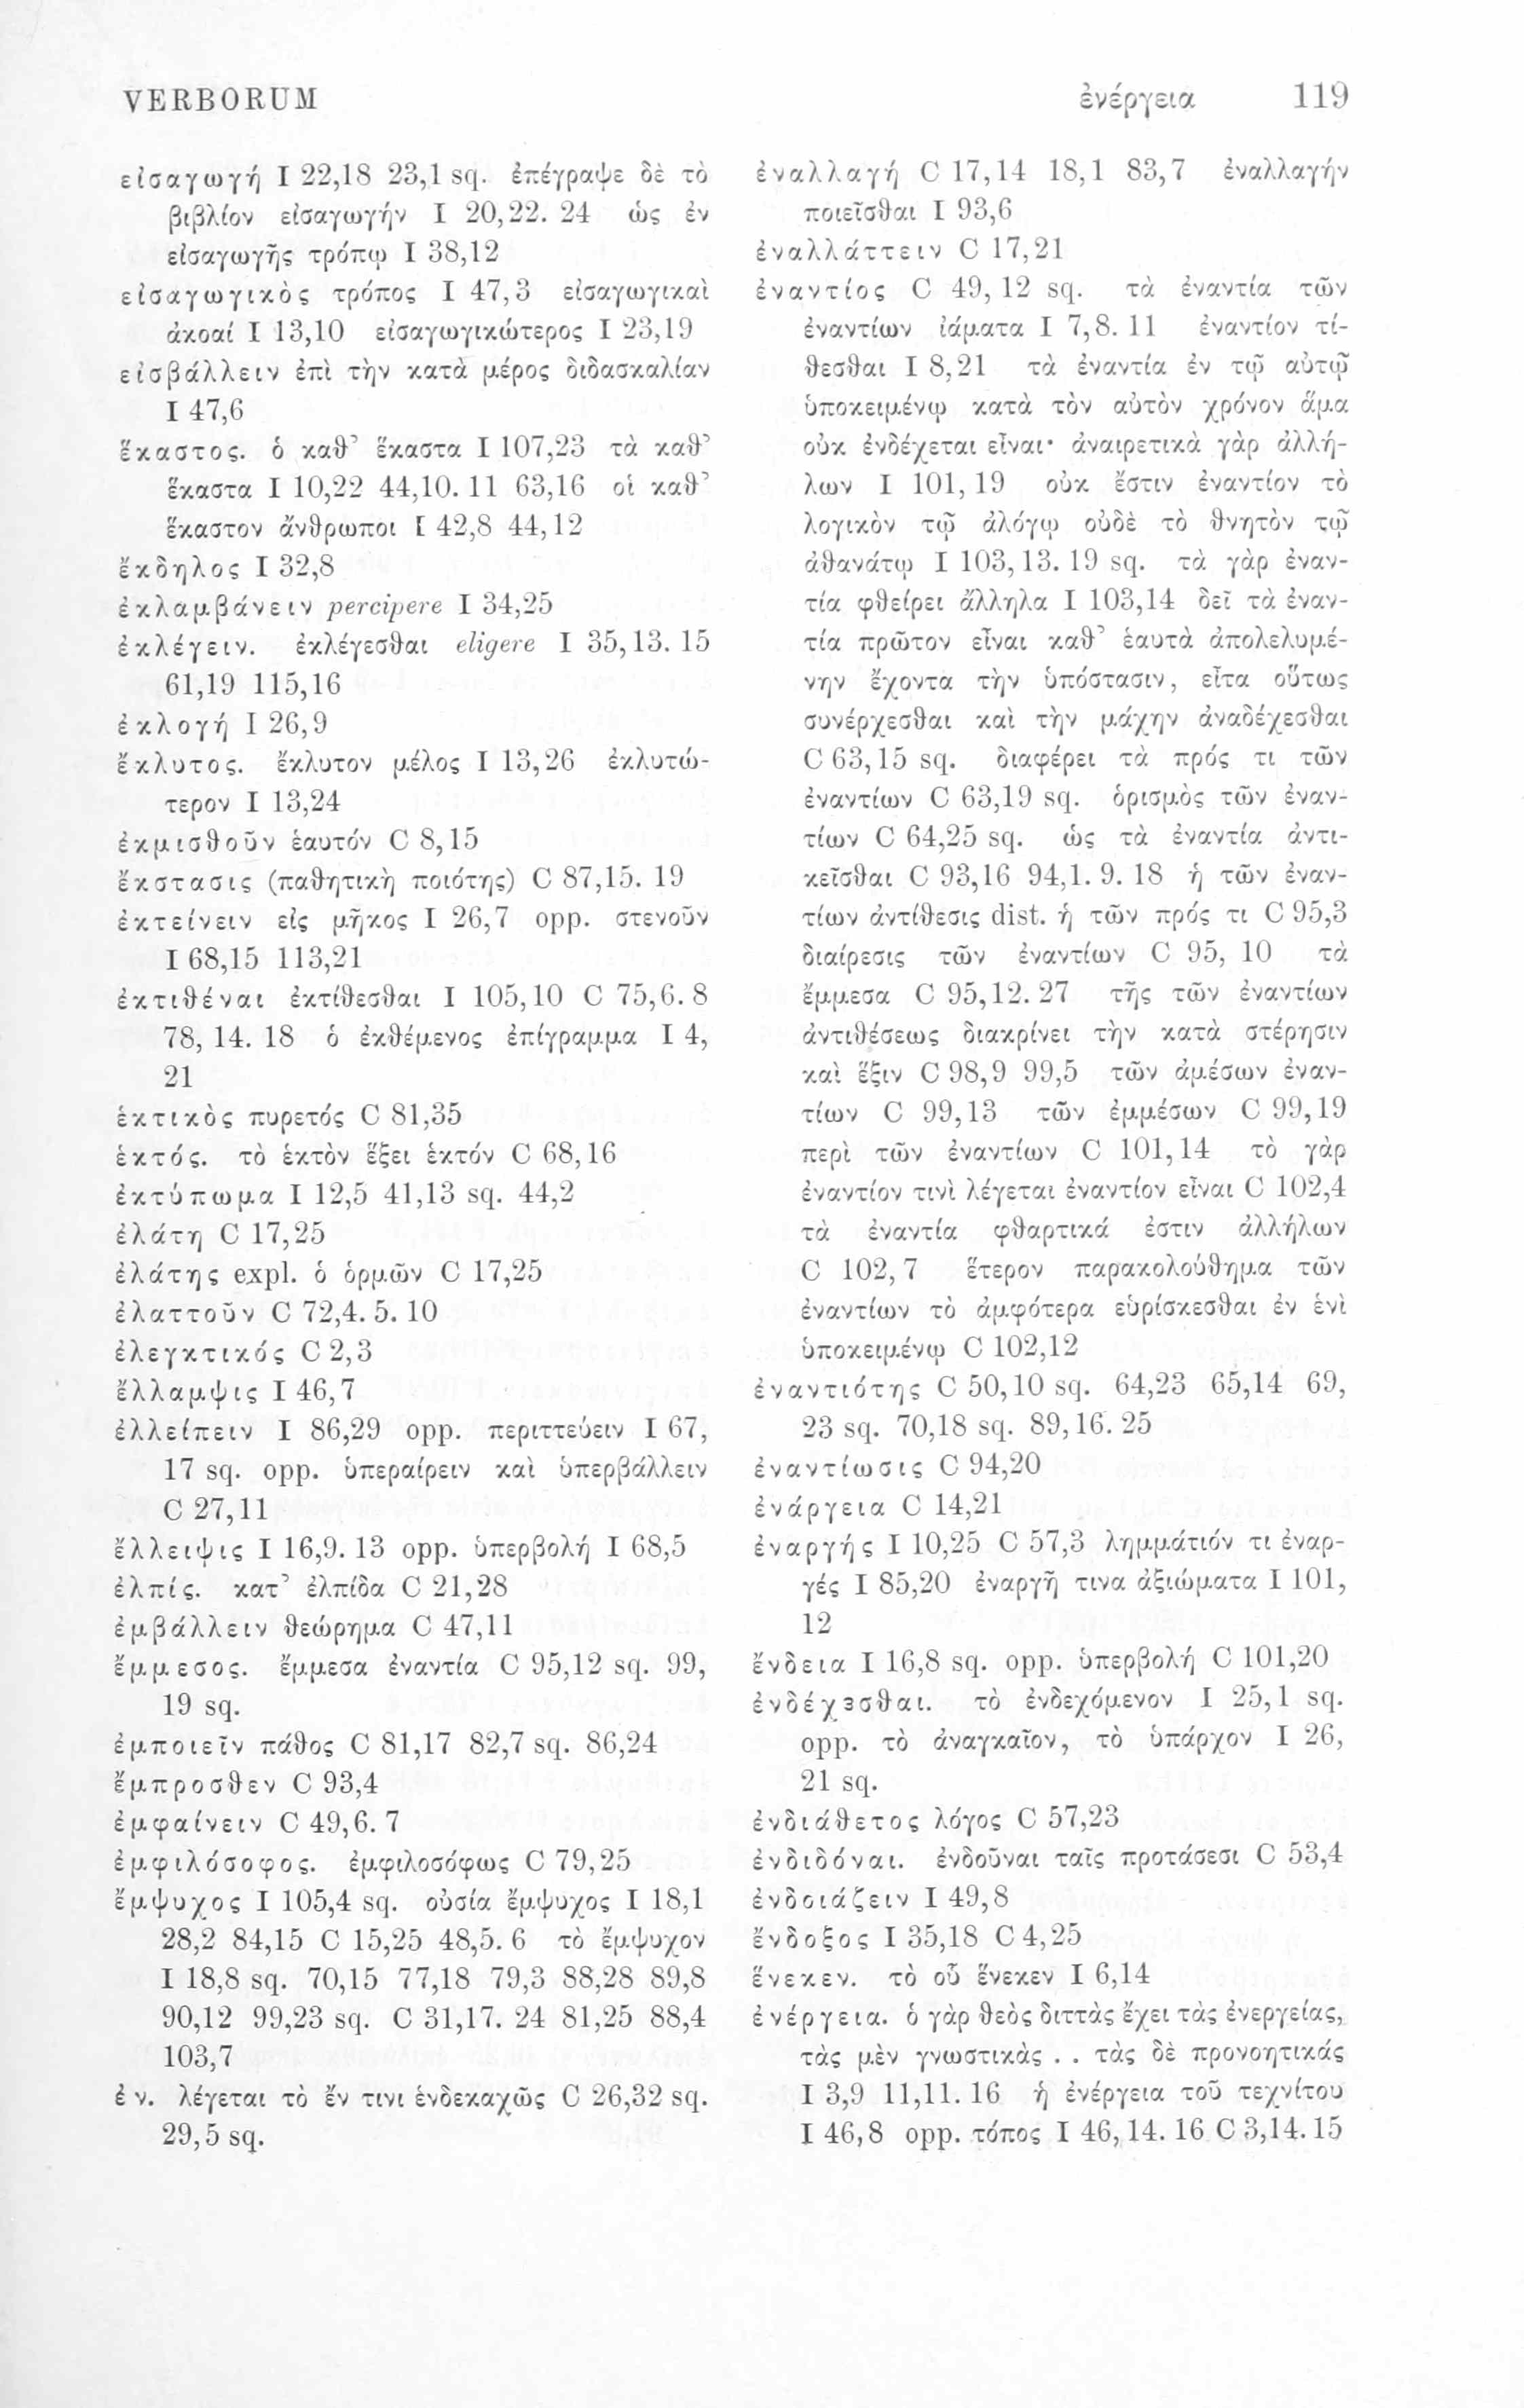 VERBORUM ἐνέργεια 119
εἰσαγωγή I 22,18 23,1 sq. ἐπέγραψε δὲ τὸ
βιβλίον εἰσαγωγήν I 20,22. 24 ὡς ἐν
εἰσαγωγῆς τρόπῳ I 38,12
εἰσαγωγικὸς τρόπος I 47,3 εἰσαγωγικαὶ
ἀκοαί I 13,10 εἰσαγωγικώτερος I 23,19
εἰσβάλλειν ἐπὶ τὴν κατὰ μέρος διδασκαλίαν
I 47,6
ἕκαστος. ὁ καθ’ ἕκαστα I 107,23 τὰ καθ’
ἕκαστα I 10,22 44,10. 11 63,16 οἱ καθ’
ἕκαστον ἄνθρωποι I 42,8 44,12
ἔκδηλος I 32,8
ἐκλαμβάνειν percipere I 34,25
ἐκλέγειν. ἐκλέγεσθαι eligere I 35,13. 15
61,19 115,16
ἐκλογή I 26,9
ἔκλυτος. ἔκλυτον μέλος I 13,26 ἐκλυτώ-
τερον I 13,24
ἐκμισθοῦν ἑαυτόν C 8,15
ἔκστασις (παθητικὴ ποιότης) C 87,15. 19
ἐκτείνειν εἰς μῆκος I 26,7 opp. στενοῦν
I 68,15 113,21
ἐκτιθέναι ἐκτίθεσθαι I 105,10 C 75,6. 8
78, 14. 18 ὁ ἐκθέμενος ἐπίγραμμα I 4,
21
ἑκτικὸς πυρετός C 81,35
ἑκτός. τὸ ἑκτὸν ἕξει ἑκτόν C 68,16
ἐκτύπωμα I 12,5 41,13 sq. 44,2
ἐλάτη C 17,25
ἐλάτης expl. ὁ ὁρμῶν C 17,25
ἐλαττοῦν C 72,4. 5. 10
ἐλεγκτικός C 2,3
ἔλλαμψις I 46,7
ἐλλείπειν I 86,29 opp. περιττεύειν I 67,
17 sq. opp. ὑπεραίρειν καὶ ὑπερβάλλειν
C 27,11
ἔλλειψις I 16,9. 13 opp. ὑπερβολή I 68,5
ἐλπίς. κατ’ ἐλπίδα C 21,28
ἐμβάλλειν θεώρημα C 47,11
ἔμμεσος. ἔμμεσα ἐναντία C 95,12 sq. 99,
19 sq.
ἐμποιεῖν πάθος C 81,17 82,7 sq. 86,24
ἔμπροσθεν C 93,4
ἐμφαίνειν C 49,6. 7
ἐμφιλόσοφος. ἐμφιλοσόφως C 79,25
ἔμψυχος I 105,4 sq. οὐσία ἔμψυχος I 18,1
28,2 84,15 C 15,25 48,5. 6 τὸ ἔμψυχον
I 18,8 sq. 70,15 77,18 79,3 88,28 89,8
90,12 99,23 sq. C 31,17. 24 81,25 88,4
103,7
ἐν. λέγεται τὸ ἔν τινι ἑνδεκαχῶς C 26,32 sq.
29,5 sq.
ἐναλλαγή C 17,14 18,1 83,7 ἐναλλαγήν
ποιεῖσθαι I 93,6
ἐναλλάττειν C 17,21
ἐναντίος C 49, 12 sq. τὰ ἐναντία τῶν
ἐναντίων ἰάματα I 7,8. 11 ἐναντίον τί-
θεσθαι I 8,21 τὰ ἐναντία ἐν τῷ αὐτῷ
ὑποκειμένῳ κατὰ τὸν αὐτὸν χρόνον ἅμα
οὐκ ἐνδέχεται εἶναι· ἀναιρετικὰ γὰρ ἀλλή-
λων I 101, 19 οὐκ ἔστιν ἐναντίον τὸ
λογικὸν τῷ ἀλόγῳ οὐδὲ τὸ θνητὸν τῷ
ἀθανάτῳ I 103,13. 19 sq. τὰ γὰρ ἐναν-
τία φθείρει ἄλληλα I 103,14 δεῖ τὰ ἐναν-
τία πρῶτον εἶναι καθ’ ἑαυτὰ ἀπολελυμέ-
νην ἔχοντα τὴν ὑπόστασιν, εἶτα οὕτως
συνέρχεσθαι καὶ τὴν μάχην ἀναδέχεσθαι
C 63,15 sq. διαφέρει τὰ πρός τι τῶν
ἐναντίων C 63,19 sq. ὁρισμὸς τῶν ἐναν-
τίων C 64,25 sq. ὡς τὰ ἐναντία ἀντι-
κεῖσθαι C 93,16 94,1. 9. 18 ἡ τῶν ἐναν-
τίων ἀντίθεσις dist. ἡ τῶν πρός τι C 95,3
διαίρεσις τῶν ἐναντίων C 95, 10 τὰ
ἔμμεσα C 95,12. 27 τῆς τῶν ἐναντίων
ἀντιθέσεως διακρίνει τὴν κατὰ στέρησιν
καὶ ἕξιν C 98,9 99,5 τῶν ἀμέσων ἐναν-
τίων C 99,13 τῶν ἐμμέσων C 99,19
περὶ τῶν ἐναντίων C 101,14 τὸ γὰρ
ἐναντίον τινὶ λέγεται ἐναντίον εἶναι C 102,4
τὰ ἐναντία φθαρτικά ἐστιν ἀλλήλων
C 102,7 ἕτερον παρακολούθημα τῶν
ἐναντίων τὸ ἀμφότερα εὑρίσκεσθαι ἐν ἑνὶ
ὑποκειμένῳ C 102,12
ἐναντιότης C 50,10 sq. 64,23 65,14 69,
23 sq. 70,18 sq. 89,16. 25
ἐναντίωσις C 94,20
ἐνάργεια C 14,21
ἐναργής I 10,25 C 57,3 λημμάτιόν τι ἐναρ-
γές I 85,20 ἐναργῆ τινα ἀξιώματα I 101,
12
ἔνδεια I 16,8 sq. opp. ὑπερβολή C 101,20
ἐνδέχεσθαι. τὸ ἐνδεχόμενον I 25,1 sq.
opp. τὸ ἀναγκαῖον, τὸ ὑπάρχον I 26,
21 sq.
ἐνδιάθετος λόγος C 57,23
ἐνδιδόναι. ἐνδοῦναι ταῖς προτάσεσι C 53,4
ἐνδοιάζειν I 49,8
ἔνδοξος I 35,18 C 4,25
ἕνεκεν. τὸ οὗ ἕνεκεν I 6,14
ἐνέργεια. ὁ γὰρ θεὸς διττὰς ἔχει τὰς ἐνεργείας,
τὰς μὲν γνωστικὰς . . τὰς δὲ προνοητικάς
I 3,9 11,11. 16 ἡ ἐνέργεια τοῦ τεχνίτου
I 46,8 opp. τόπος I 46,14. 16 C 3,14. 15